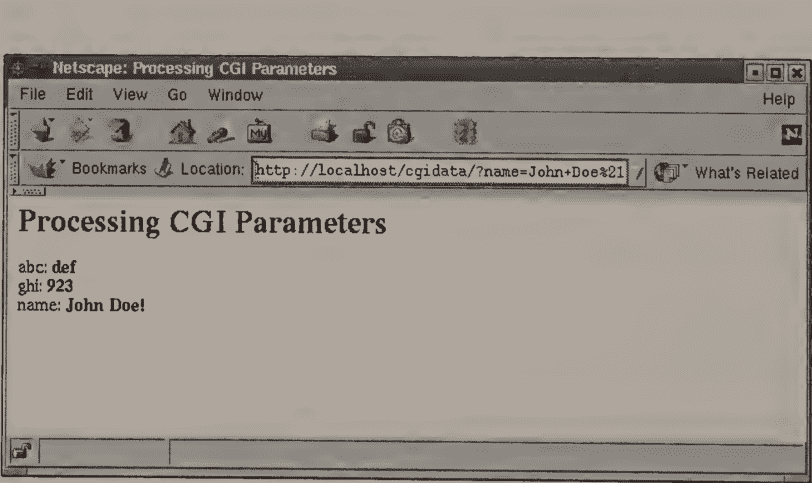 Netscape: Processing CGI Parameters
File Edit View Go Window Help
My N
Bookmarks Location: http://localhost/cgidata/?name=John+Doe%21 What's Related
Processing CGI Parameters
abc: def
ghi: 923
name: John Doe!